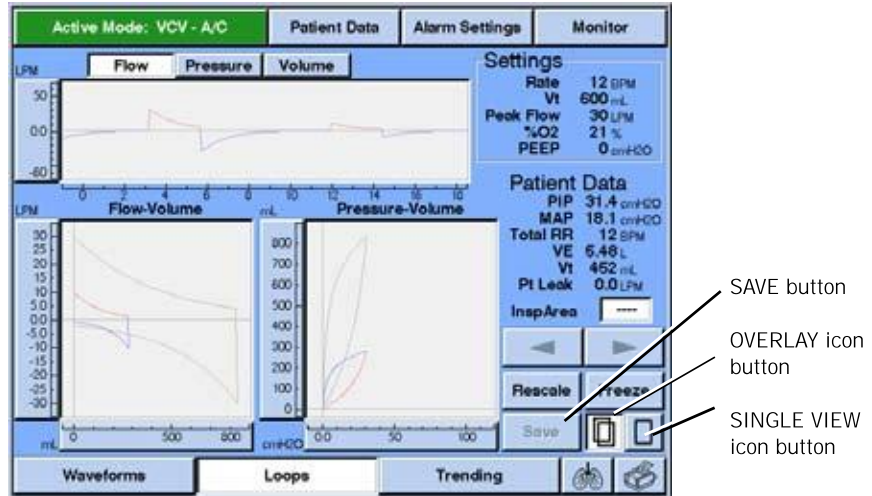 Active Mode: VCV - A/C
Patient Data
Alarm Settings
Monitor
LPM
Flow
Pressure
Volume
50
0.0
-60
0 2 4 6 8 10 12 14 16 18
Settings
Rate 12 BPM
Vt 600 mL
Peak Flow 30 LPM
%O2 21 %
PEEP 0 cmH2O
Patient Data
PIP 31.4 cmH2O
MAP 18.1 cmH2O
Total RR 12 BPM
VE 6.48 L
Vt 452 mL
Pt Leak 0.0 LPM
InspArea ----
LPM
Flow-Volume
30
25
20
15
10
5.0
0.0
-5.0
-10
-15
-20
-25
-30
mL
0 500 800
mL
Pressure-Volume
800
700
600
500
400
300
200
100
0
cmH2O
0.0 50 100
Rescale
Freeze
Save
Waveforms
Loops
Trending
SAVE button
OVERLAY icon
button
SINGLE VIEW
icon button